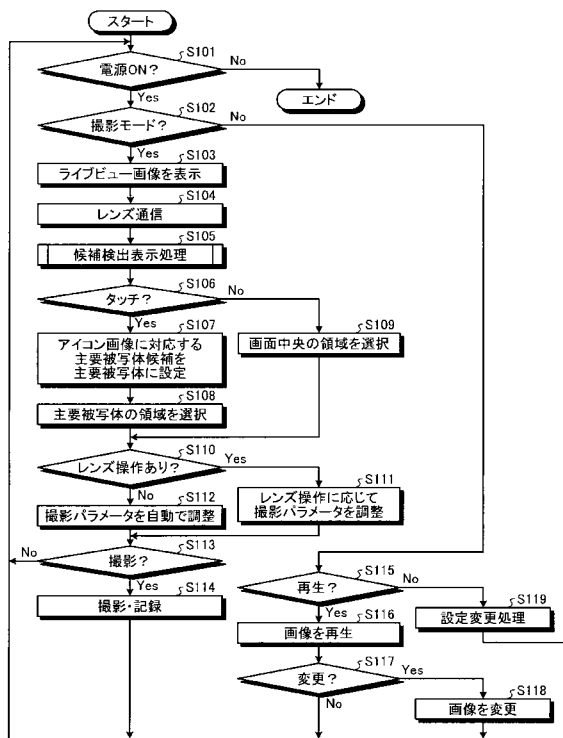 スタート
S101
電源ON?
No
Yes
エンド
S102
撮影モード?
No
Yes
S103
ライブビュー画像を表示
S104
レンズ通信
S105
候補検出表示処理
S106
タッチ?
No
Yes
S107
アイコン画像に対応する
主要被写体候補を
主要被写体に設定
S109
画面中央の領域を選択
S108
主要被写体の領域を選択
S110
レンズ操作あり?
Yes
No
S111
レンズ操作に応じて
撮影パラメータを調整
S112
撮影パラメータを自動で調整
S113
撮影?
No
Yes
S114
撮影・記録
S115
再生?
No
Yes
S119
設定変更処理
S116
画像を再生
S117
変更?
Yes
No
S118
画像を変更